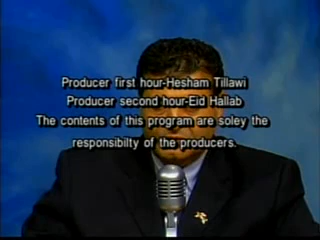 Producer first hour-Hesham Tillawi
Producer second hour-Eid Hallab
The contents of this program are soley the
responsibilty of the producers.